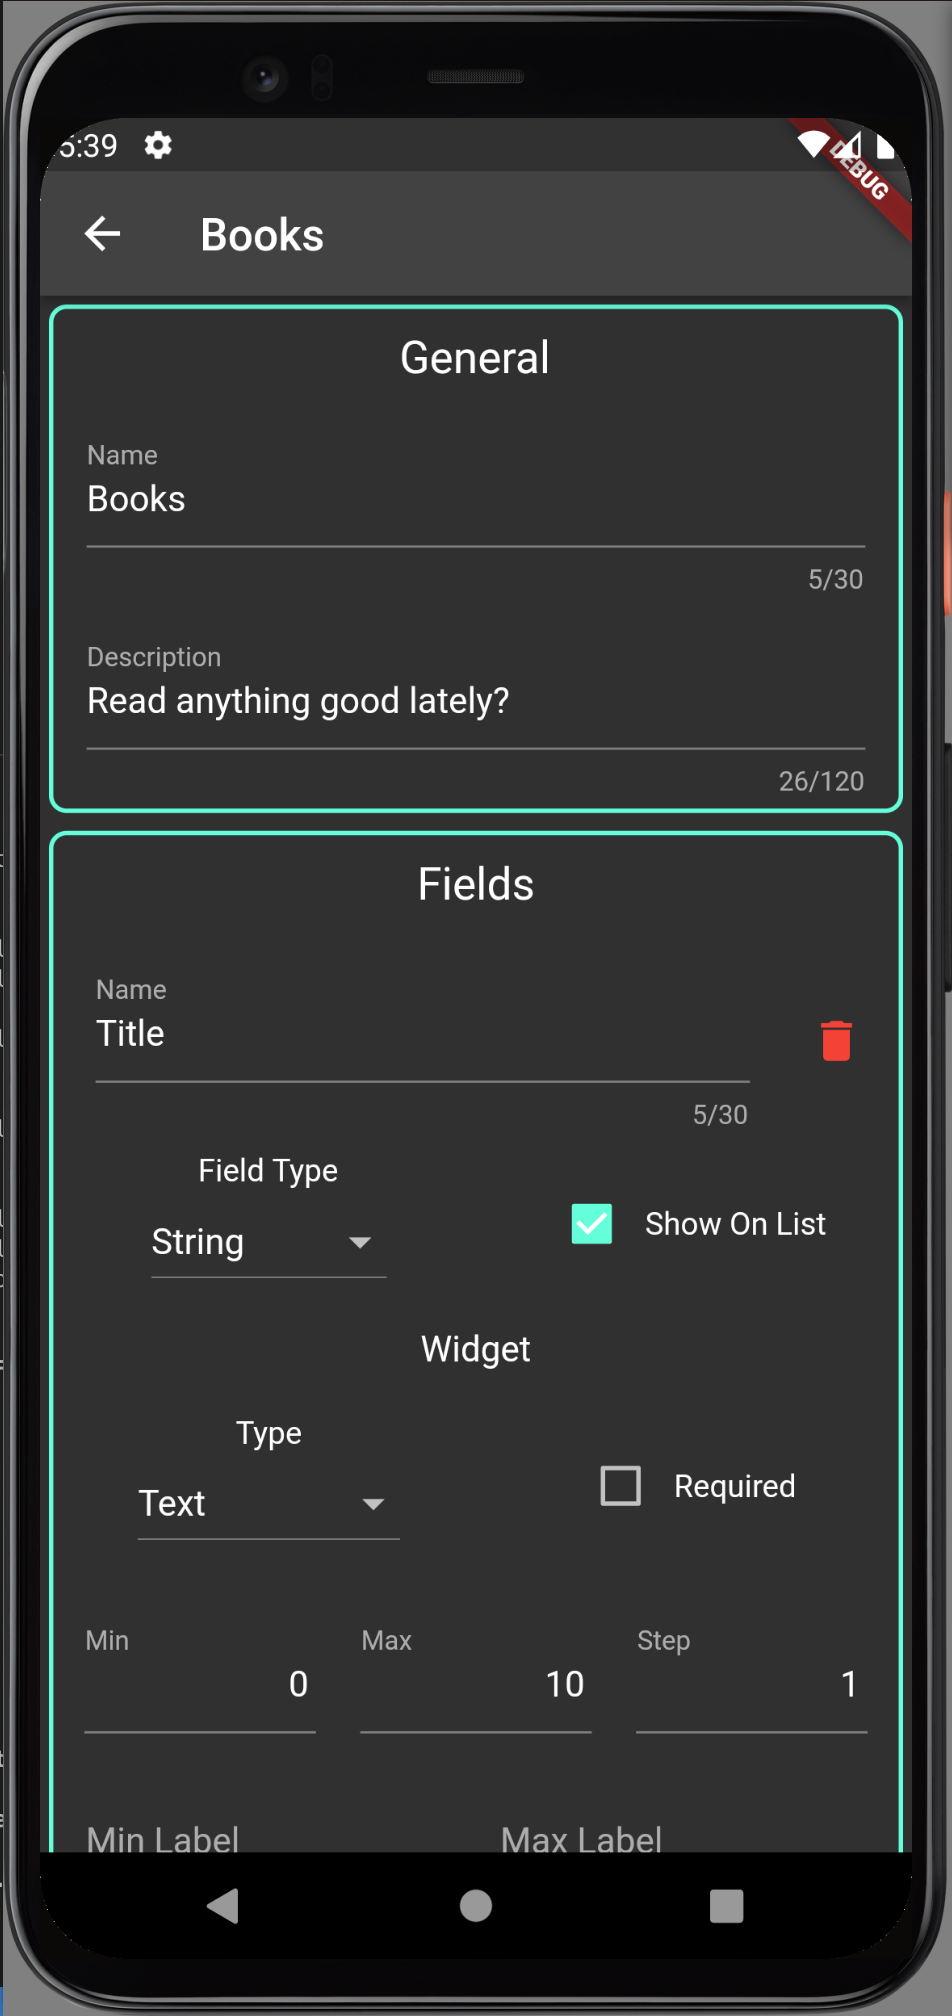 5:39
DEBUG
Books
General
Name
Books
5/30
Description
Read anything good lately?
26/120
Fields
Name
Title
5/30
Field Type
String
Show On List
Widget
Type
Text
Required
Min
Max
Step
0
10
1
Min Label
Max Label